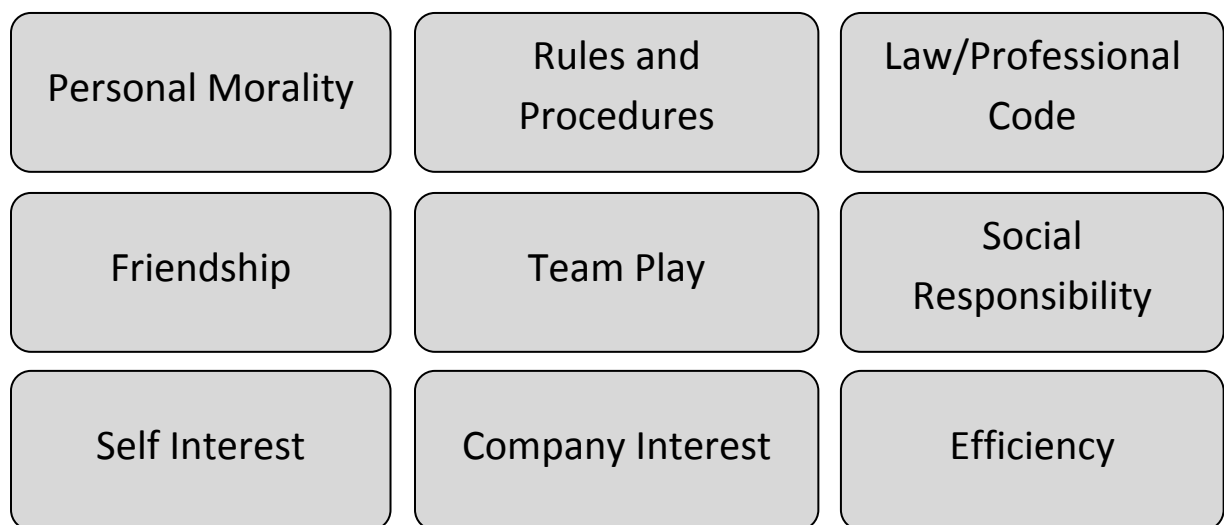 Personal Morality
Rules and
Procedures
Law/Professional
Code
Friendship
Team Play
Social
Responsibility
Self Interest
Company Interest
Efficiency